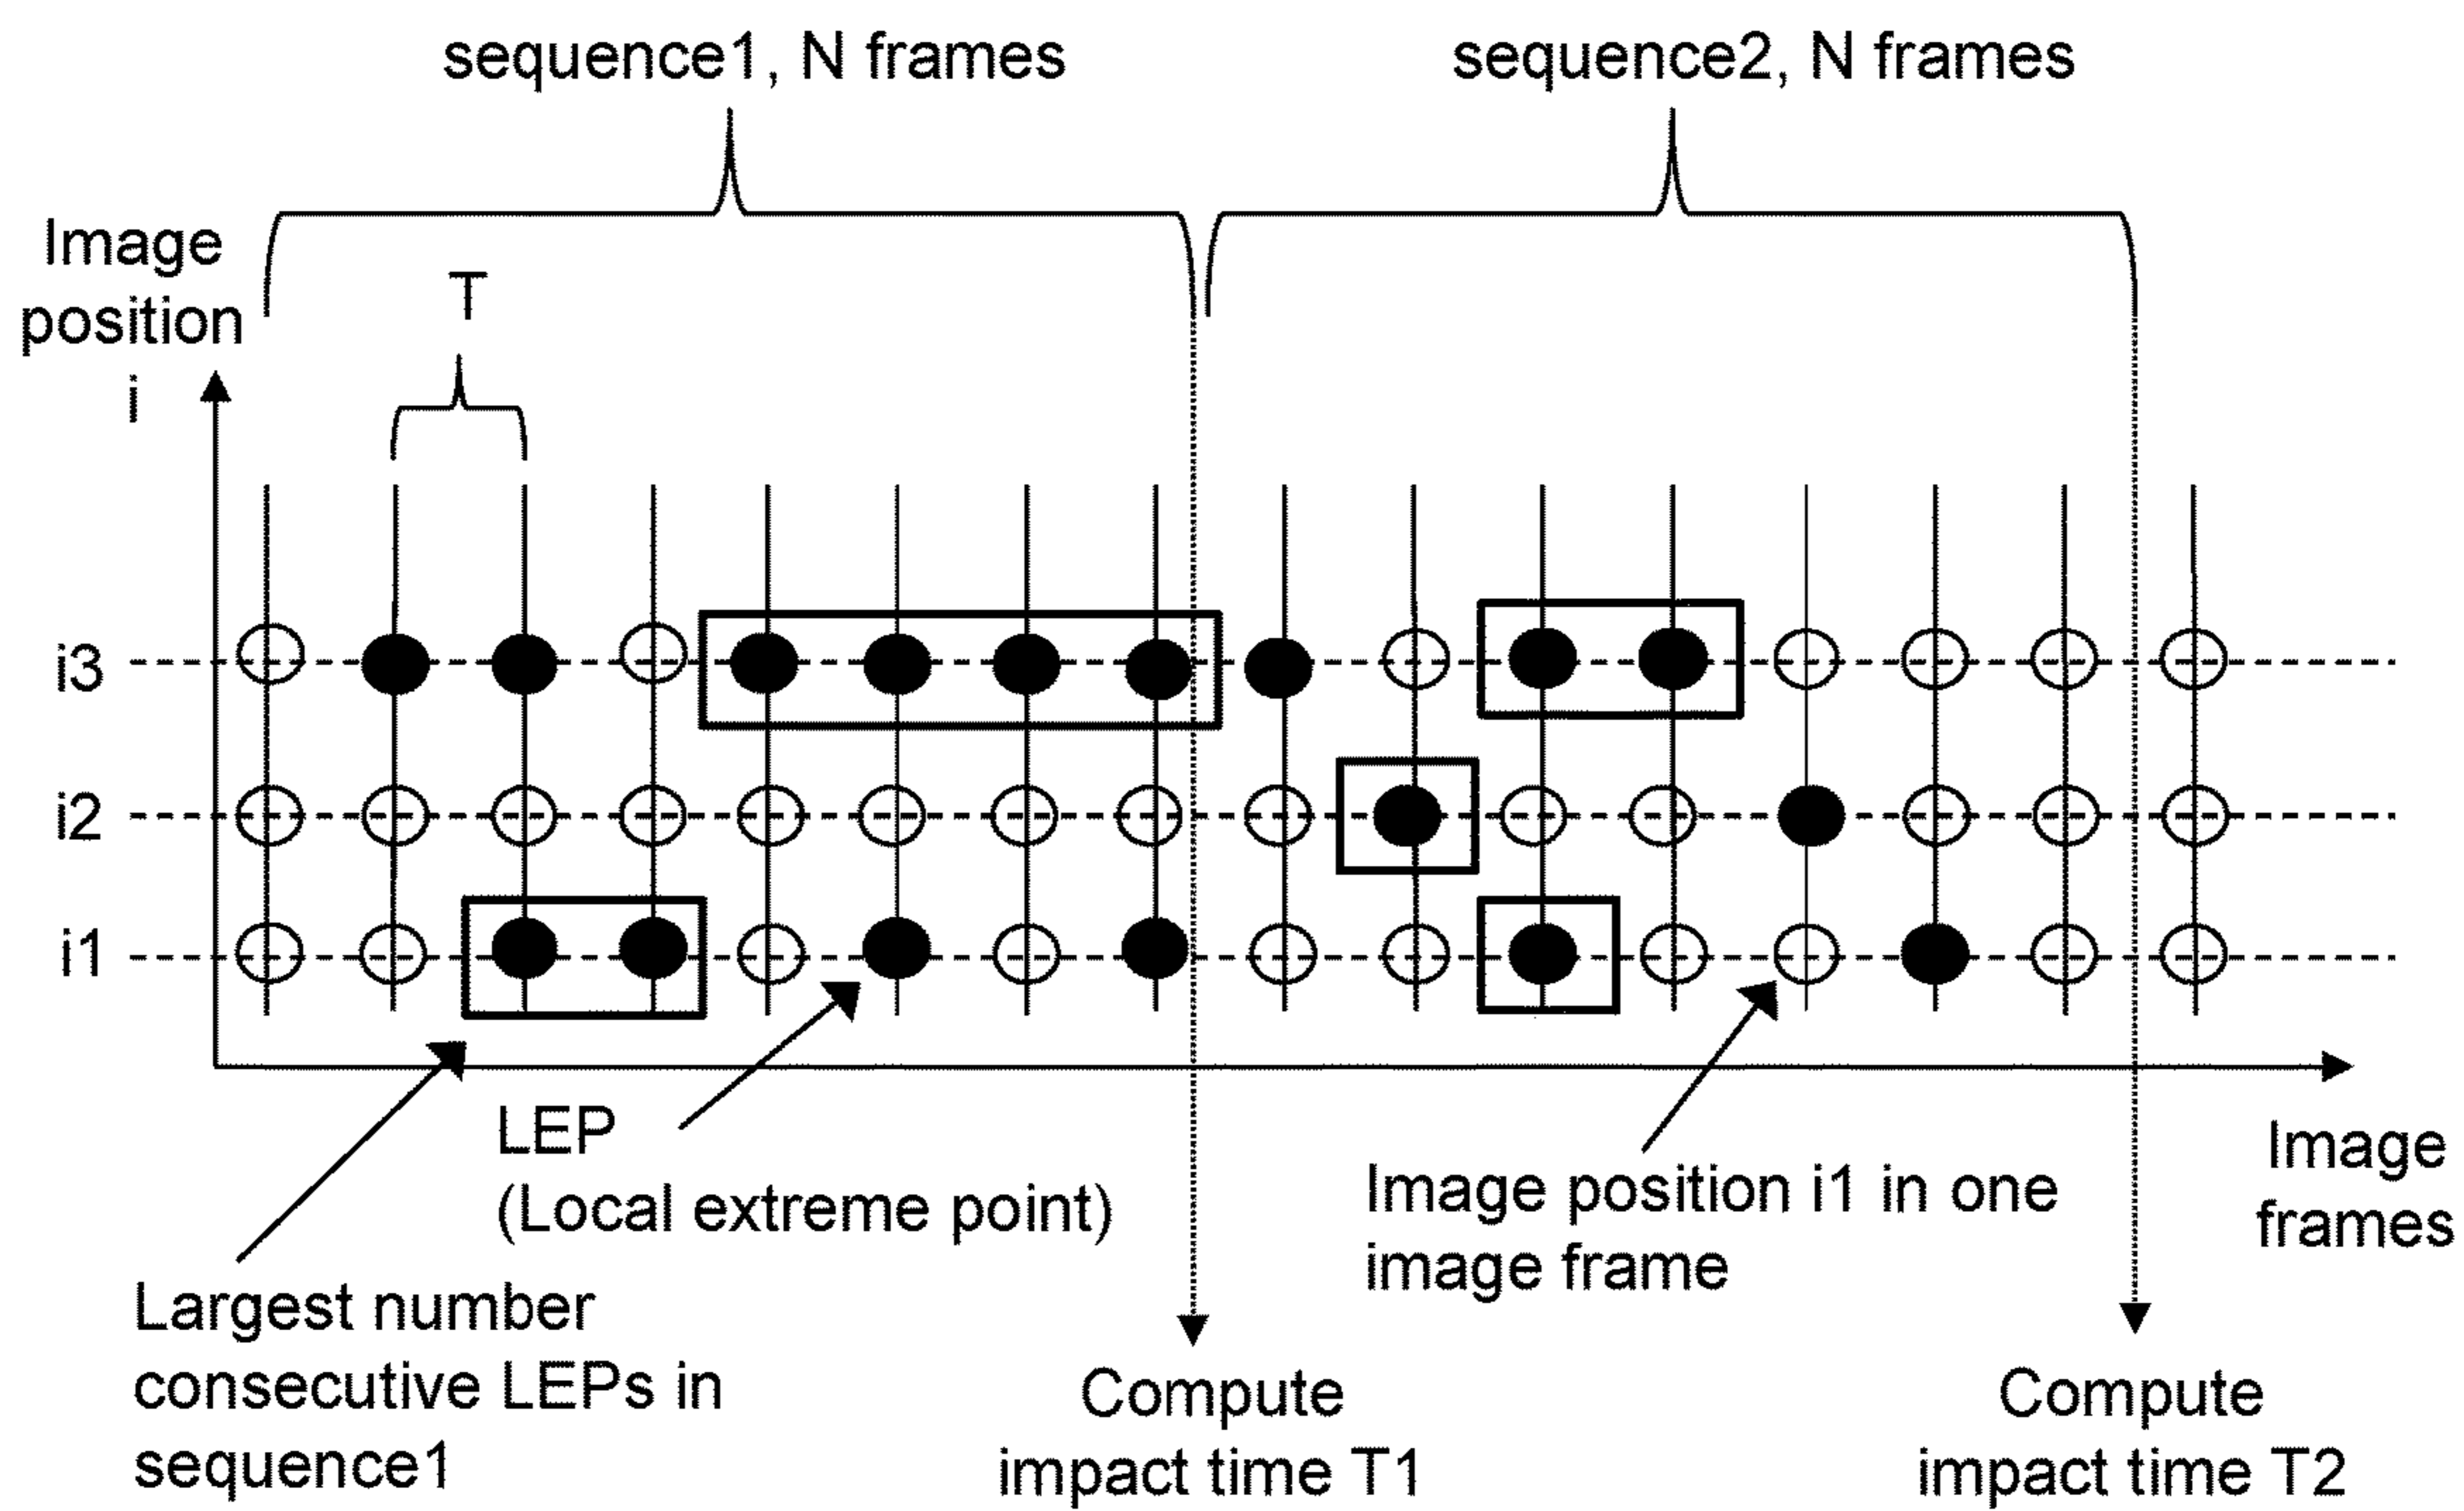 sequence1, N frames
sequence2, N frames
Image
position
i
T
i3
i2
i1
LEP
(Local extreme point)
Image position i1 in one
image frame
Image
frames
Largest number
consecutive LEPs in
sequence1
Compute
impact time T1
Compute
impact time T2